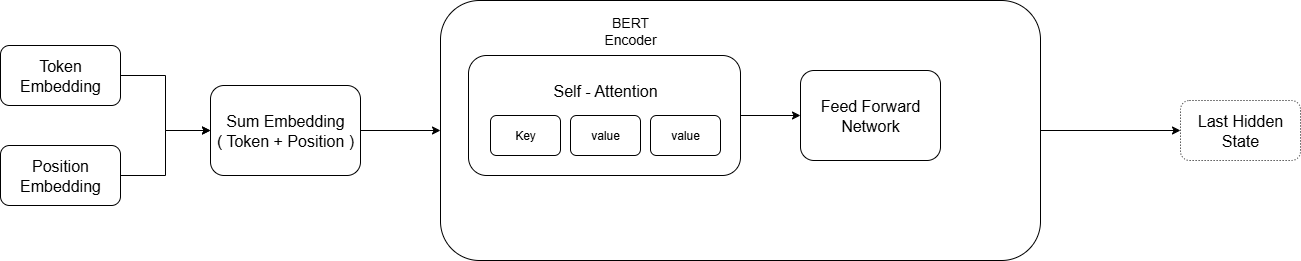 Token
Embedding
Position
Embedding
Sum Embedding
( Token + Position )
BERT
Encoder
Self - Attention
Key
value
value
Feed Forward
Network
Last Hidden
State